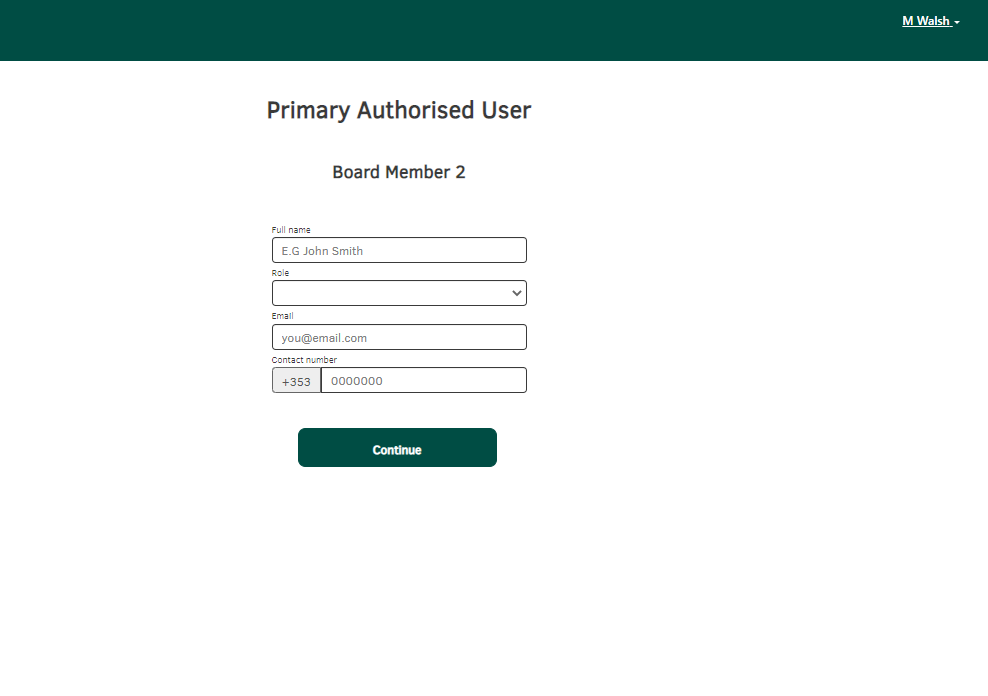 M Walsh
Primary Authorised User
Board Member 2
Full name
E.G John Smith
Role
Email
you@email.com
Contact number
+353 0000000
Continue